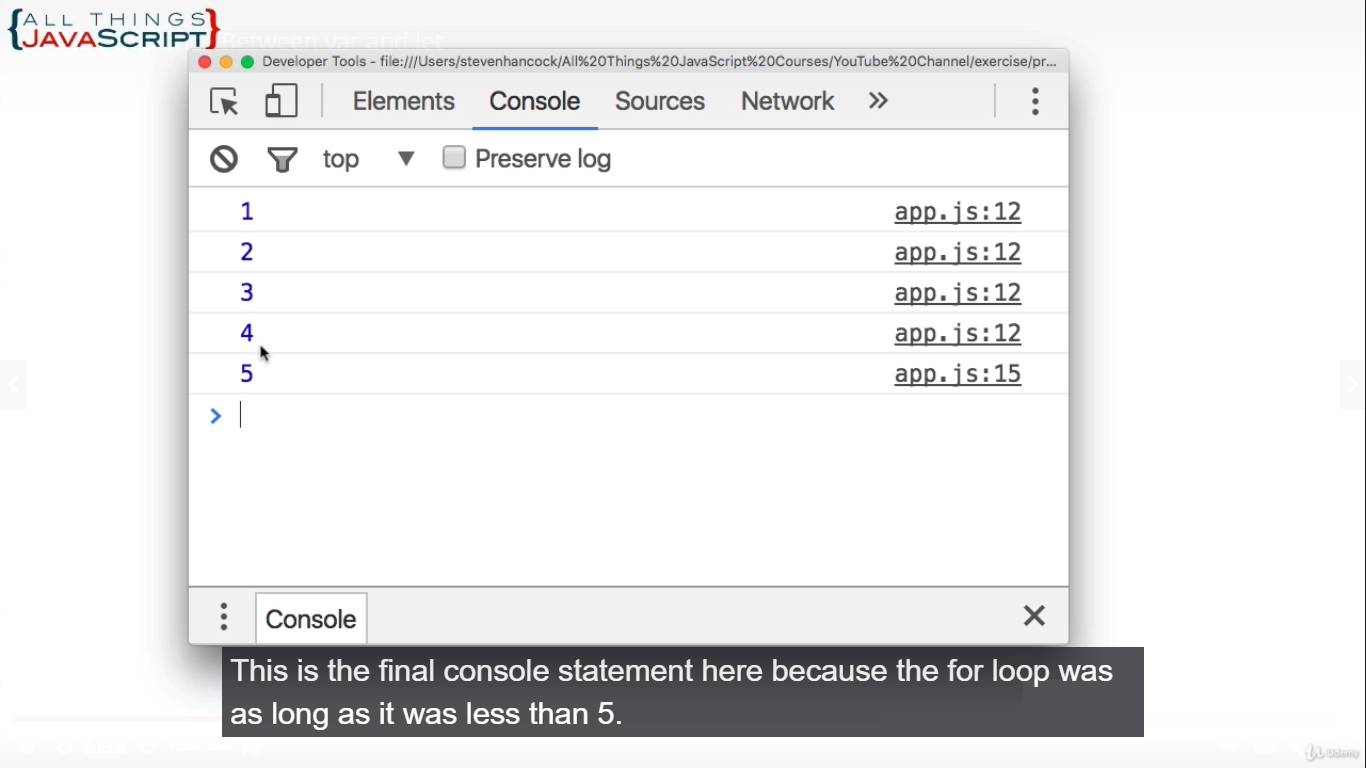 {ALL THINGS
JAVASCRIPT}
Between var and let
Developer Tools - file:///Users/stevenhancock/All%20Things%20JavaScript%20Courses/YouTube%20Channel/exercise/pr...
Elements Console Sources Network »
top ▼ Preserve log
1 app.js:12
2 app.js:12
3 app.js:12
4 app.js:12
5 app.js:15
>
Console
This is the final console statement here because the for loop was
as long as it was less than 5.
Udemy